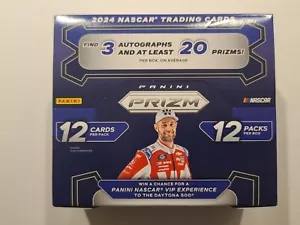 2024 NASCAR® TRADING CARDS
FIND 3 AUTOGRAPHS AND AT LEAST 20 PRIZMS!
PER BOX, ON AVERAGE
PANINI
PRIZM
PANINI
NASCAR
12 CARDS
PER PACK
12 PACKS
PER BOX
WIN A CHANCE FOR A
PANINI NASCAR® VIP EXPERIENCE
TO THE DAYTONA 500®